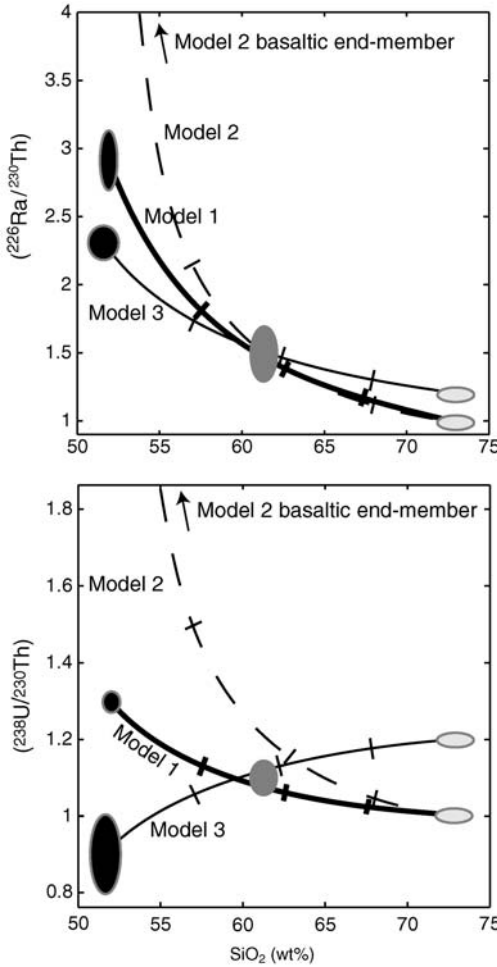 4
Model 2 basaltic end-member
3.5
Model 2
3
Model 1
2.5
(²²⁶Ra/²³⁰Th)
2
Model 3
1.5
1
50 55 60 65 70 75
1.8
Model 2 basaltic end-member
Model 2
1.6
1.4
(²³⁸U/²³⁰Th)
1.2
Model 1
1
Model 3
0.8
50 55 60 65 70 75
SiO₂ (wt%)